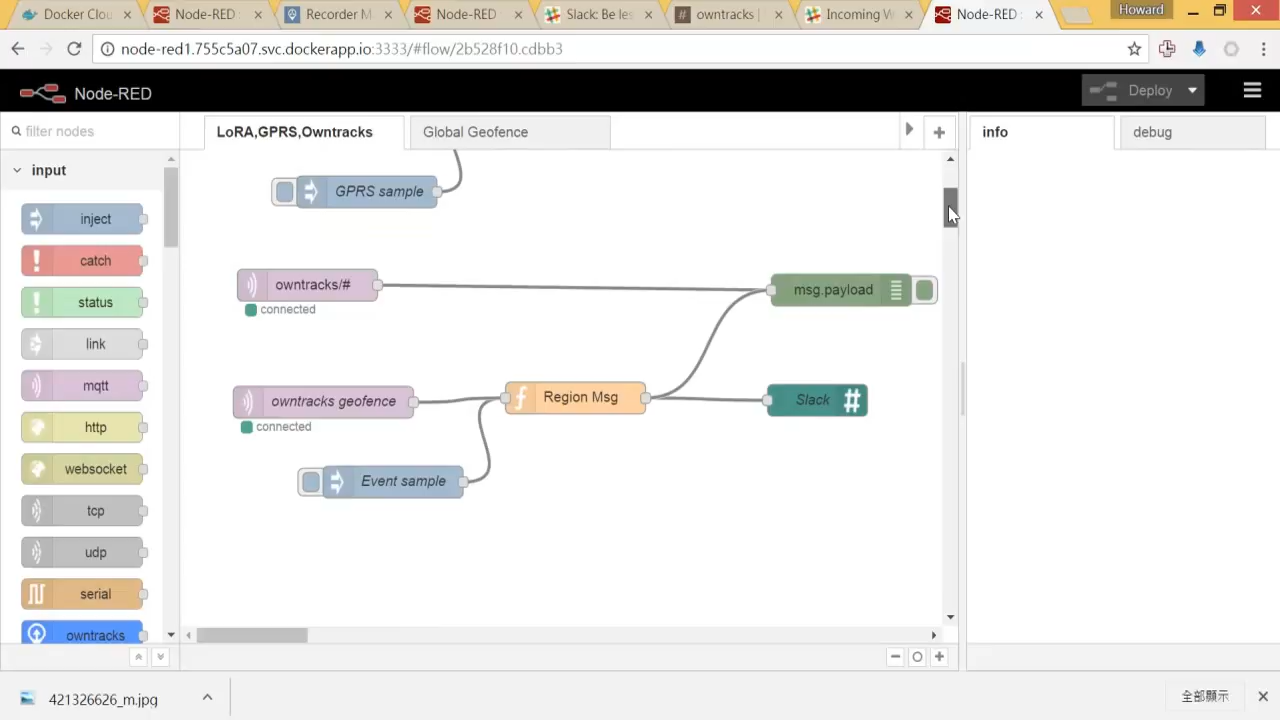 Docker Clou
Node-RED
Recorder M
Node-RED
Slack: Be les
owntracks |
Incoming W
Node-RED :
Howard
node-red1.755c5a07.svc.dockerapp.io:3333/#flow/2b528f10.cdbb3
Node-RED
Deploy
filter nodes
LoRA,GPRS,Owntracks
Global Geofence
info
debug
input
inject
catch
status
link
mqtt
http
websocket
tcp
udp
serial
owntracks
GPRS sample
owntracks/#
connected
msg.payload
owntracks geofence
connected
Region Msg
Slack
Event sample
421326626_m.jpg
全部顯示